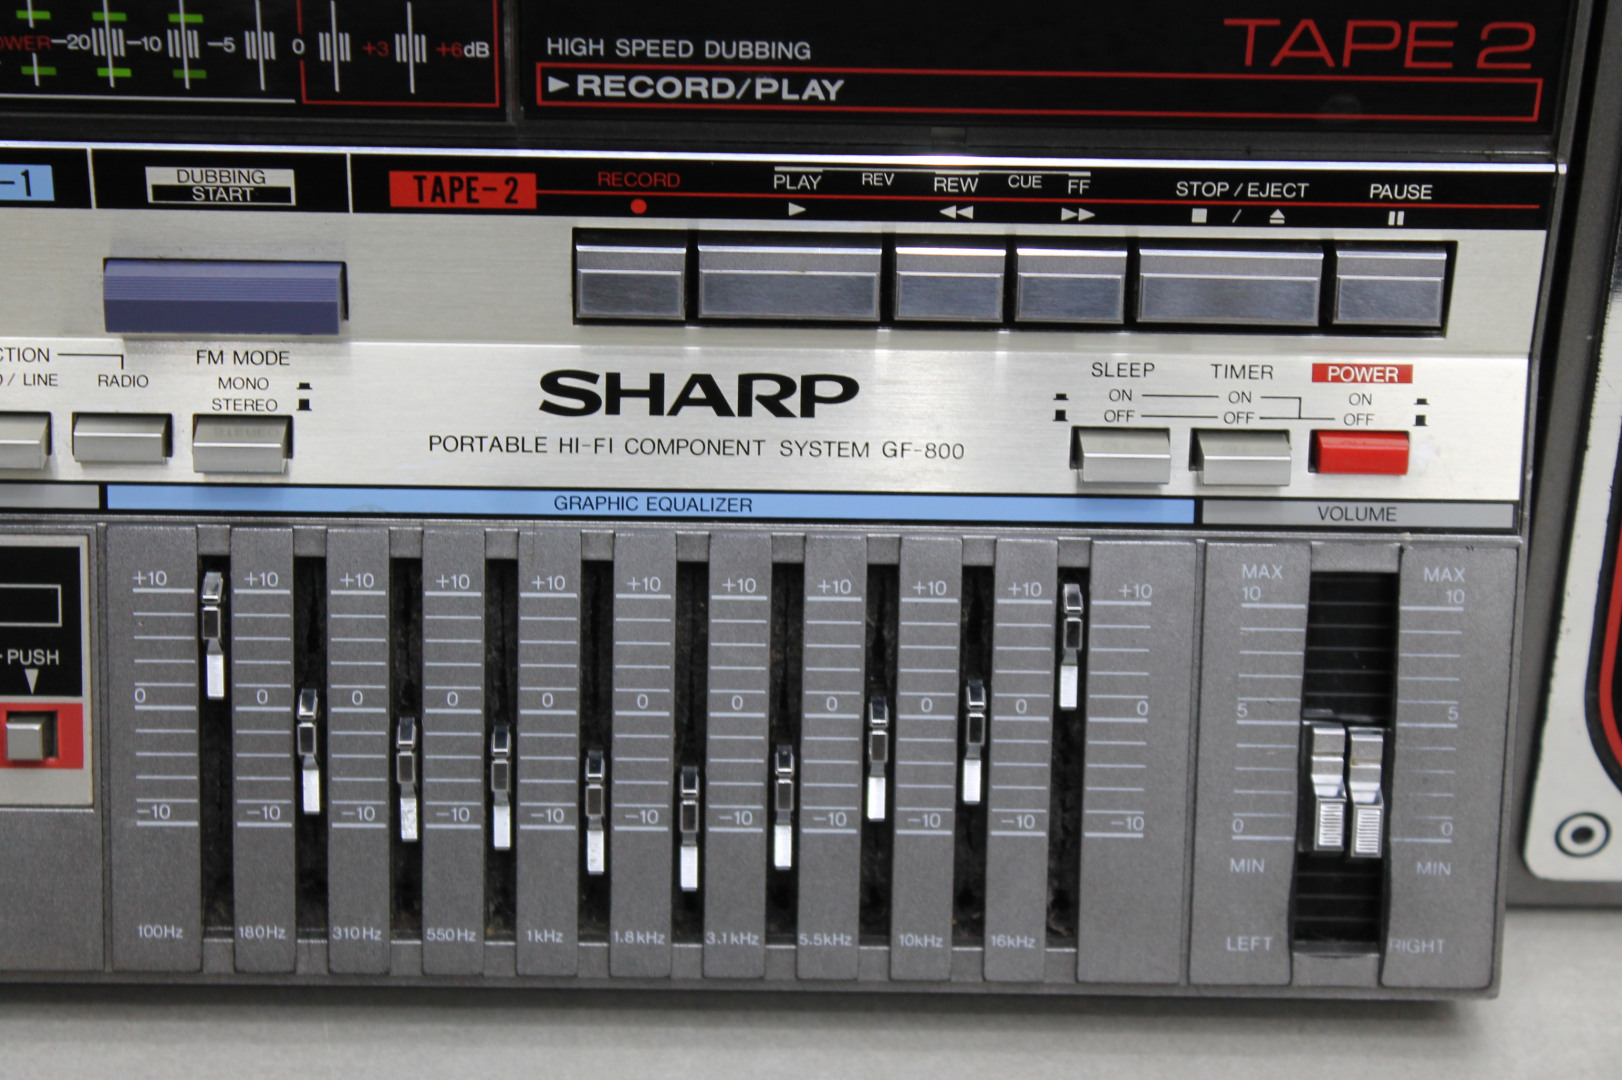 -20 -10 -5 0 +3 +6dB
HIGH SPEED DUBBING
TAPE 2
▶RECORD/PLAY
-1
DUBBING
START
TAPE-2
RECORD
PLAY
REV
REW
CUE
FF
STOP / EJECT
PAUSE
/
/ LINE
RADIO
FM MODE
MONO
STEREO
SHARP
PORTABLE HI-FI COMPONENT SYSTEM GF-800
SLEEP
TIMER
POWER
ON ON ON
OFF OFF OFF
GRAPHIC EQUALIZER
VOLUME
PUSH
+10 +10 +10 +10 +10 +10 +10 +10 +10 +10 +10
0 0 0 0 0 0 0 0 0 0 0
-10 -10 -10 -10 -10 -10 -10 -10 -10 -10 -10
100Hz 180Hz 310Hz 550Hz 1kHz 1.8kHz 3.1kHz 5.5kHz 10kHz 16kHz
MAX MAX
10 10
5 5
0 0
MIN MIN
LEFT RIGHT